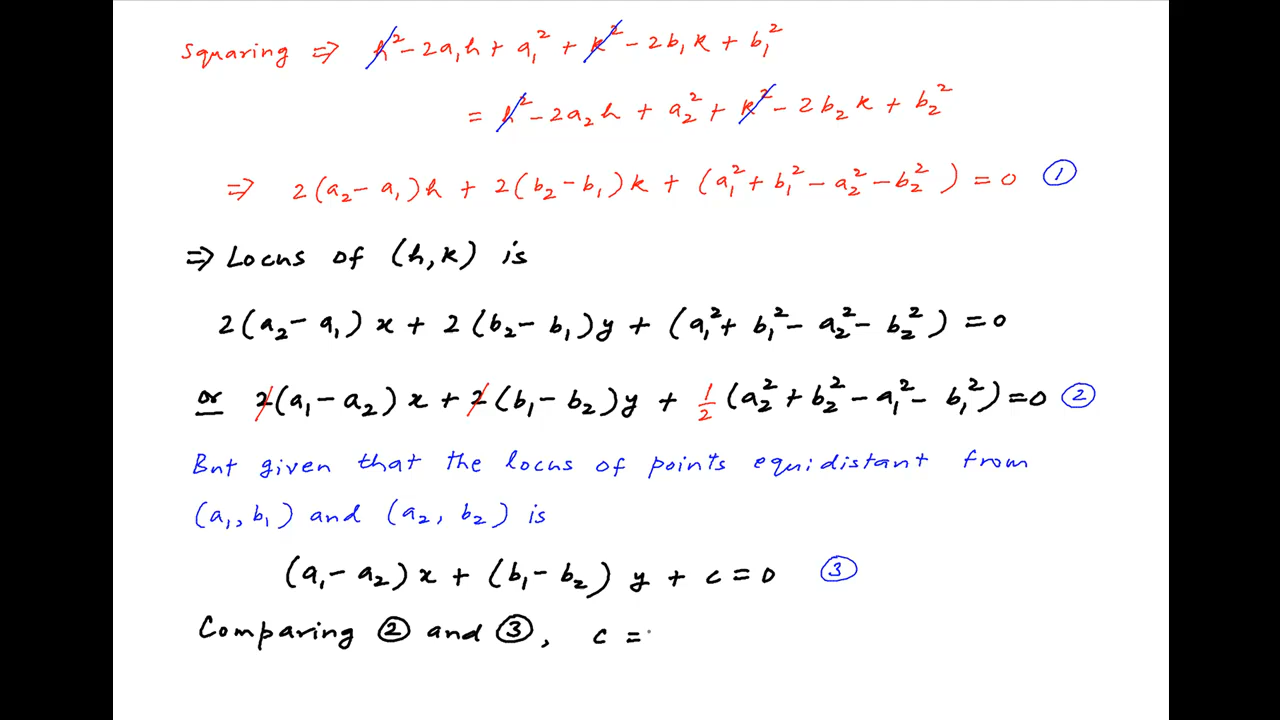 Squaring ⇒ h² - 2a₁h + a₁² + k² - 2b₁k + b₁²
= h² - 2a₂h + a₂² + k² - 2b₂k + b₂²
⇒ 2(a₂ - a₁)h + 2(b₂ - b₁)k + (a₁² + b₁² - a₂² - b₂²) = 0 ①
⇒ Locus of (h, k) is
2(a₂ - a₁)x + 2(b₂ - b₁)y + (a₁² + b₁² - a₂² - b₂²) = 0
or 2(a₁ - a₂)x + 2(b₁ - b₂)y + 1/2 (a₂² + b₂² - a₁² - b₁²) = 0 ②
But given that the locus of points equidistant from
(a₁, b₁) and (a₂, b₂) is
(a₁ - a₂)x + (b₁ - b₂)y + c = 0 ③
Comparing ② and ③, c =